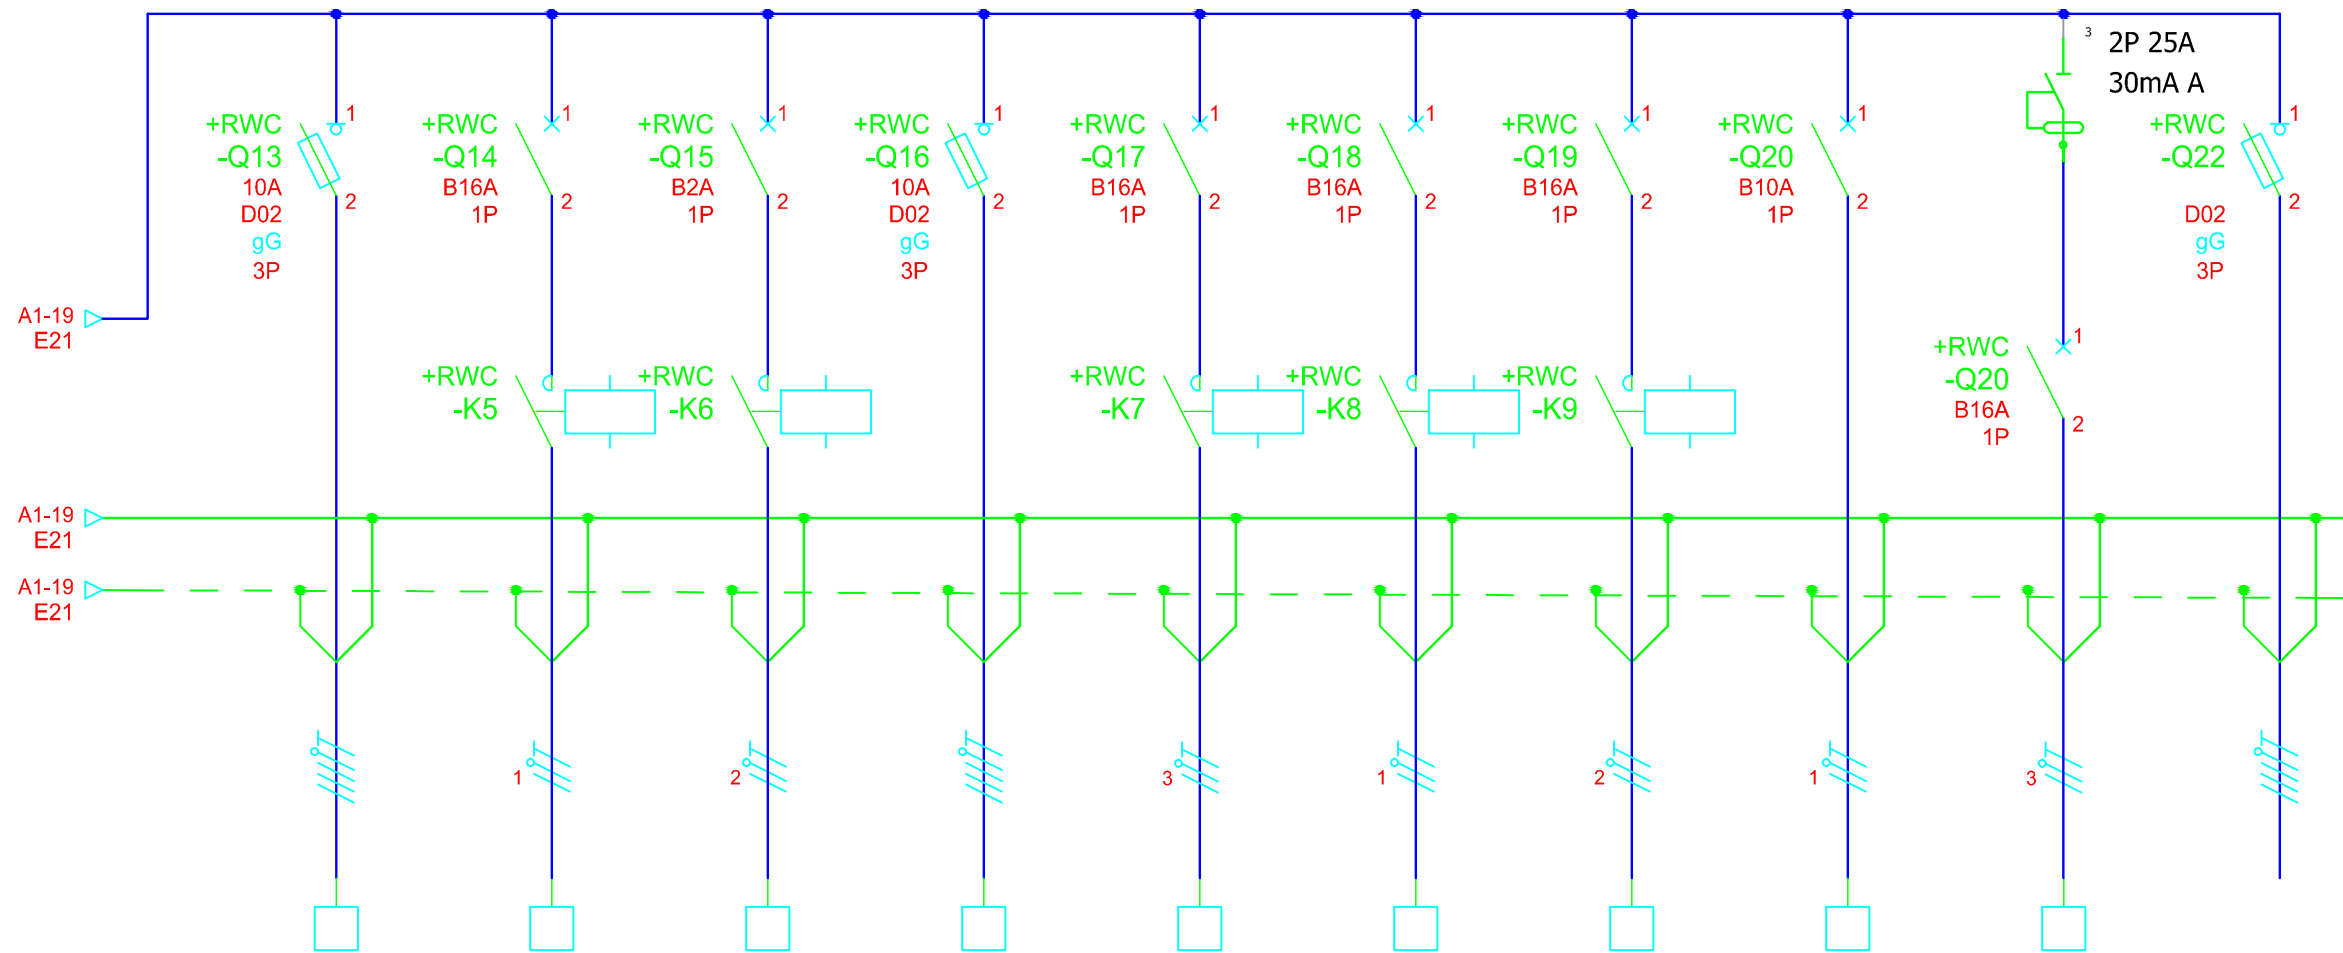 3 2P 25A
30mA A
1 1 1 1 1 1 1 1 1
+RWC +RWC +RWC +RWC +RWC +RWC +RWC +RWC +RWC
-Q13 -Q14 -Q15 -Q16 -Q17 -Q18 -Q19 -Q20 -Q22
10A B16A B2A 10A B16A B16A B16A B10A
2 2 2 2 2 2 2 2 2
D02 1P 1P D02 1P 1P 1P 1P D02
gG gG gG
3P 3P 3P
A1-19
E21
1
+RWC
-Q20
B16A
2
1P
+RWC +RWC +RWC +RWC +RWC
-K5 -K6 -K7 -K8 -K9
A1-19
E21
A1-19
E21
1 2 3 1 2 1 3